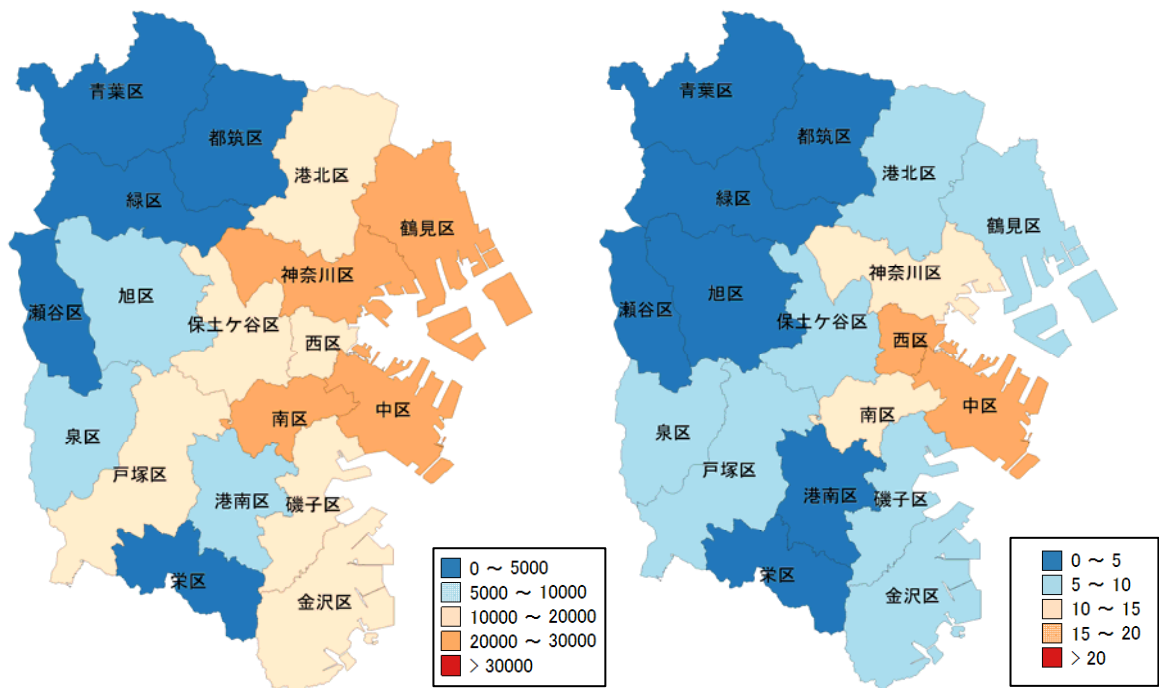 青葉区
都筑区
港北区
緑区
鶴見区
神奈川区
旭区
瀬谷区
保土ケ谷区
西区
中区
南区
泉区
戸塚区
港南区
磯子区
栄区
金沢区
0 ～ 5000
5000 ～ 10000
10000 ～ 20000
20000 ～ 30000
> 30000
青葉区
都筑区
港北区
緑区
鶴見区
神奈川区
旭区
瀬谷区
保土ケ谷区
西区
中区
南区
泉区
戸塚区
港南区
磯子区
栄区
金沢区
0 ～ 5
5 ～ 10
10 ～ 15
15 ～ 20
> 20